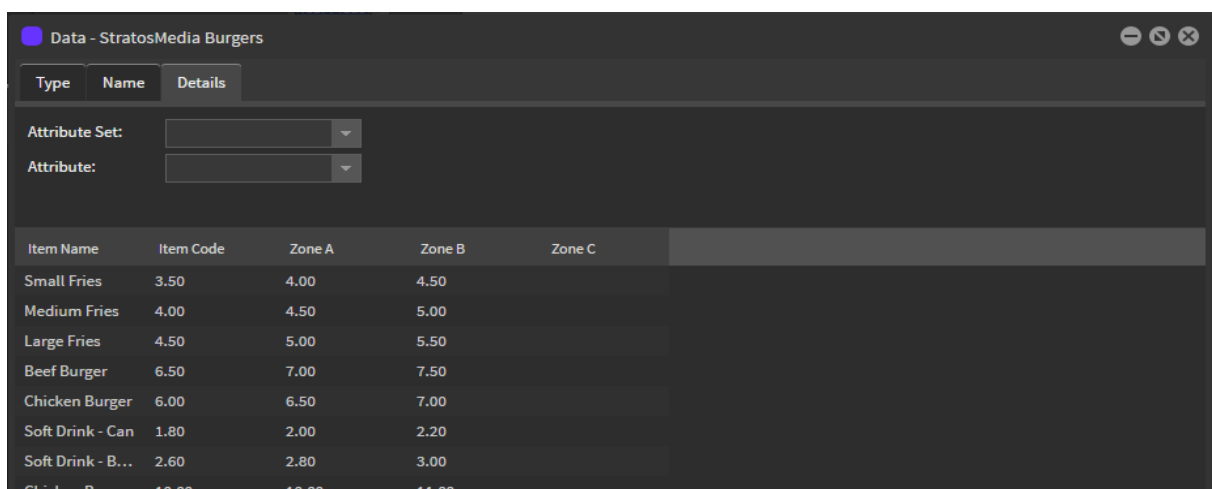 Data - StratosMedia Burgers
Type Name Details
Attribute Set:
Attribute:
Item Name Item Code Zone A Zone B Zone C
Small Fries 3.50 4.00 4.50
Medium Fries 4.00 4.50 5.00
Large Fries 4.50 5.00 5.50
Beef Burger 6.50 7.00 7.50
Chicken Burger 6.00 6.50 7.00
Soft Drink - Can 1.80 2.00 2.20
Soft Drink - B... 2.60 2.80 3.00